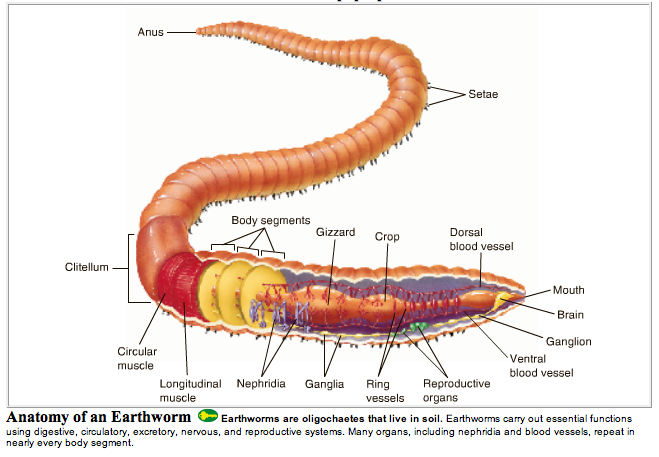 Anus
Setae
Body segments
Gizzard
Crop
Dorsal
blood vessel
Clitellum
Mouth
Brain
Ganglion
Ventral
blood vessel
Circular
muscle
Longitudinal
muscle
Nephridia
Ganglia
Ring
vessels
Reproductive
organs
Anatomy of an Earthworm Earthworms are oligochaetes that live in soil. Earthworms carry out essential functions
using digestive, circulatory, excretory, nervous, and reproductive systems. Many organs, including nephridia and blood vessels, repeat in
nearly every body segment.